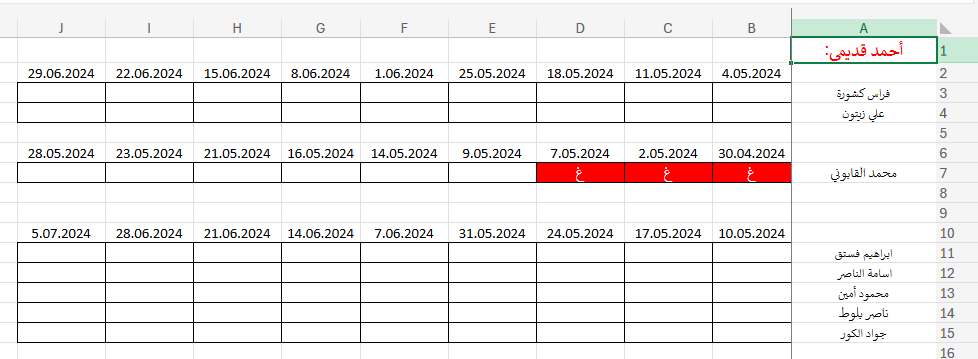 A B C D E F G H I J
1 أحمد قديمي:
2 4.05.2024 11.05.2024 18.05.2024 25.05.2024 1.06.2024 8.06.2024 15.06.2024 22.06.2024 29.06.2024
3 فراس كشورة
4 علي زيتون
5
6 30.04.2024 2.05.2024 7.05.2024 9.05.2024 14.05.2024 16.05.2024 21.05.2024 23.05.2024 28.05.2024
7 محمد القابوني غ غ غ
8
9
10 10.05.2024 17.05.2024 24.05.2024 31.05.2024 7.06.2024 14.06.2024 21.06.2024 28.06.2024 5.07.2024
11 ابراهيم فستق
12 اسامة الناصر
13 محمود أمين
14 ناصر بلوط
15 جواد الكور
16